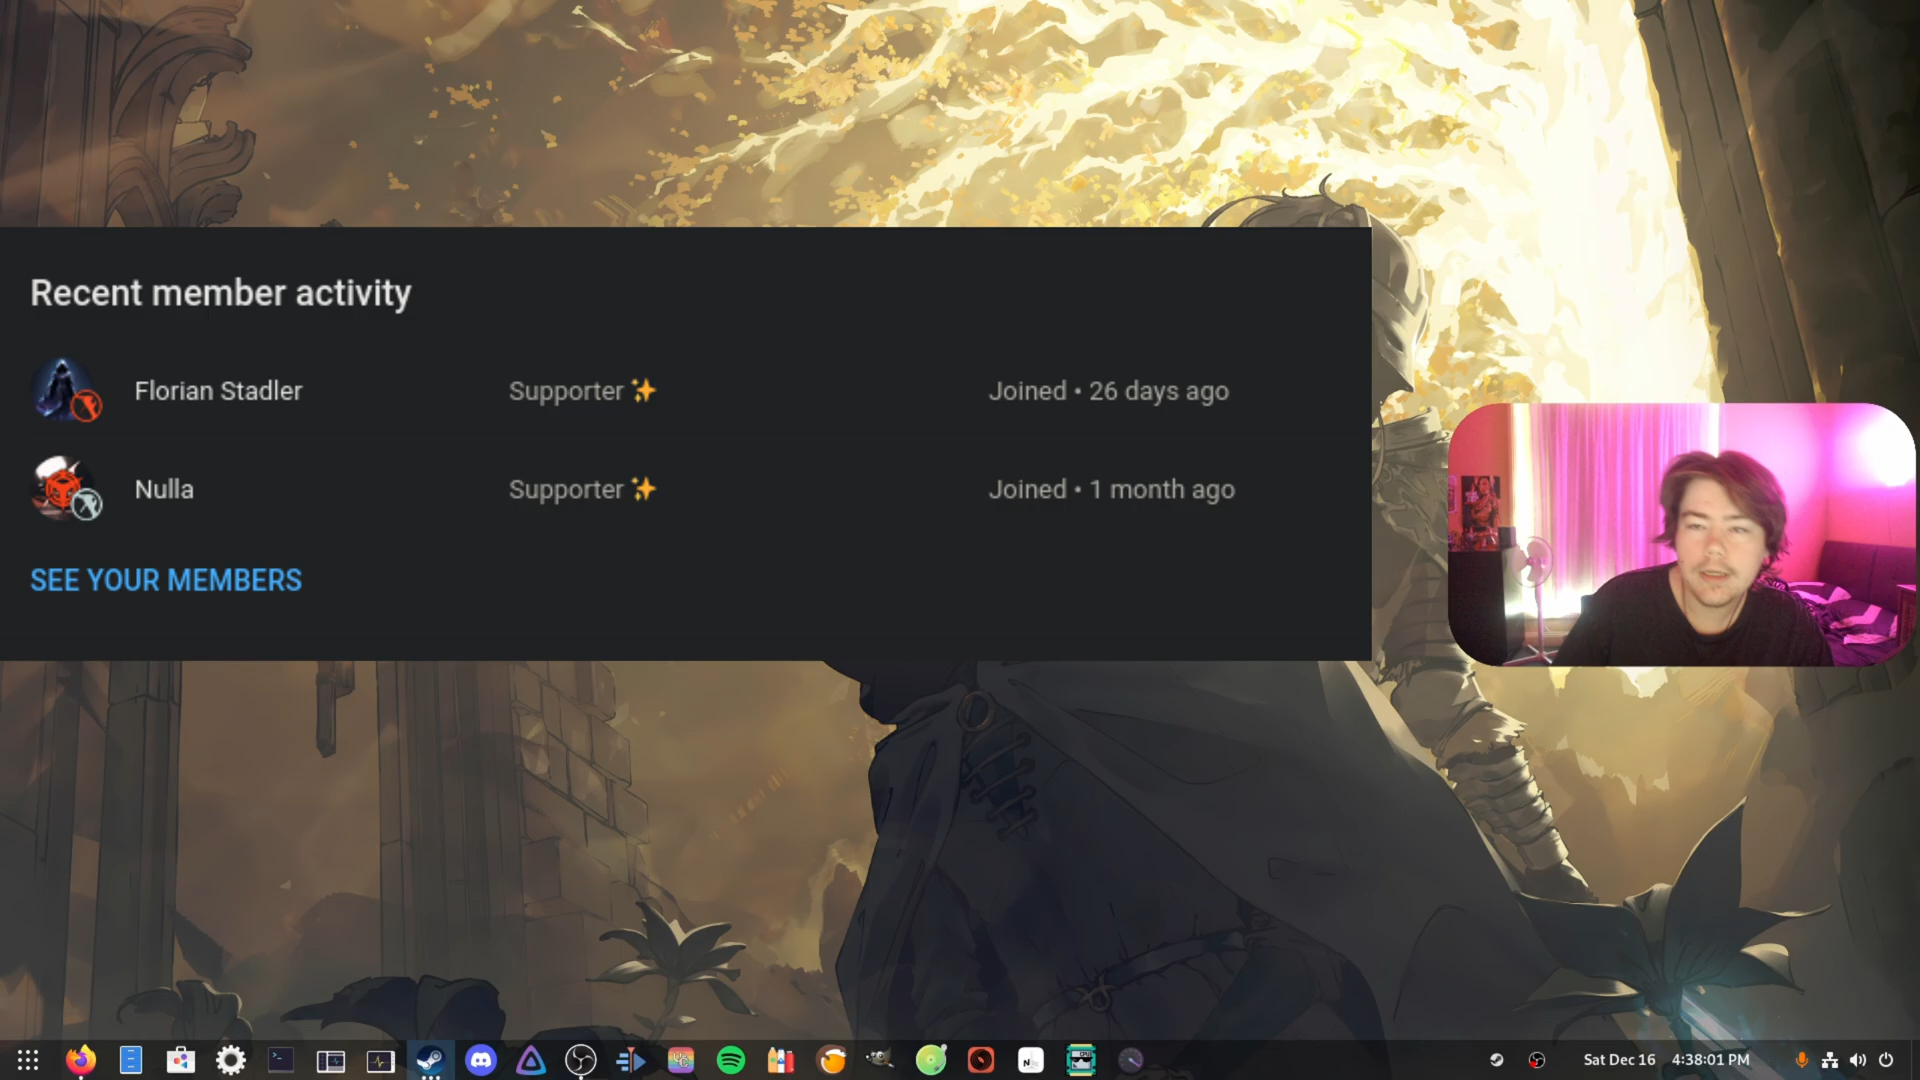 Recent member activity
Florian Stadler Supporter ✨ Joined • 26 days ago
Nulla Supporter ✨ Joined • 1 month ago
SEE YOUR MEMBERS
Sat Dec 16 4:38:01 PM